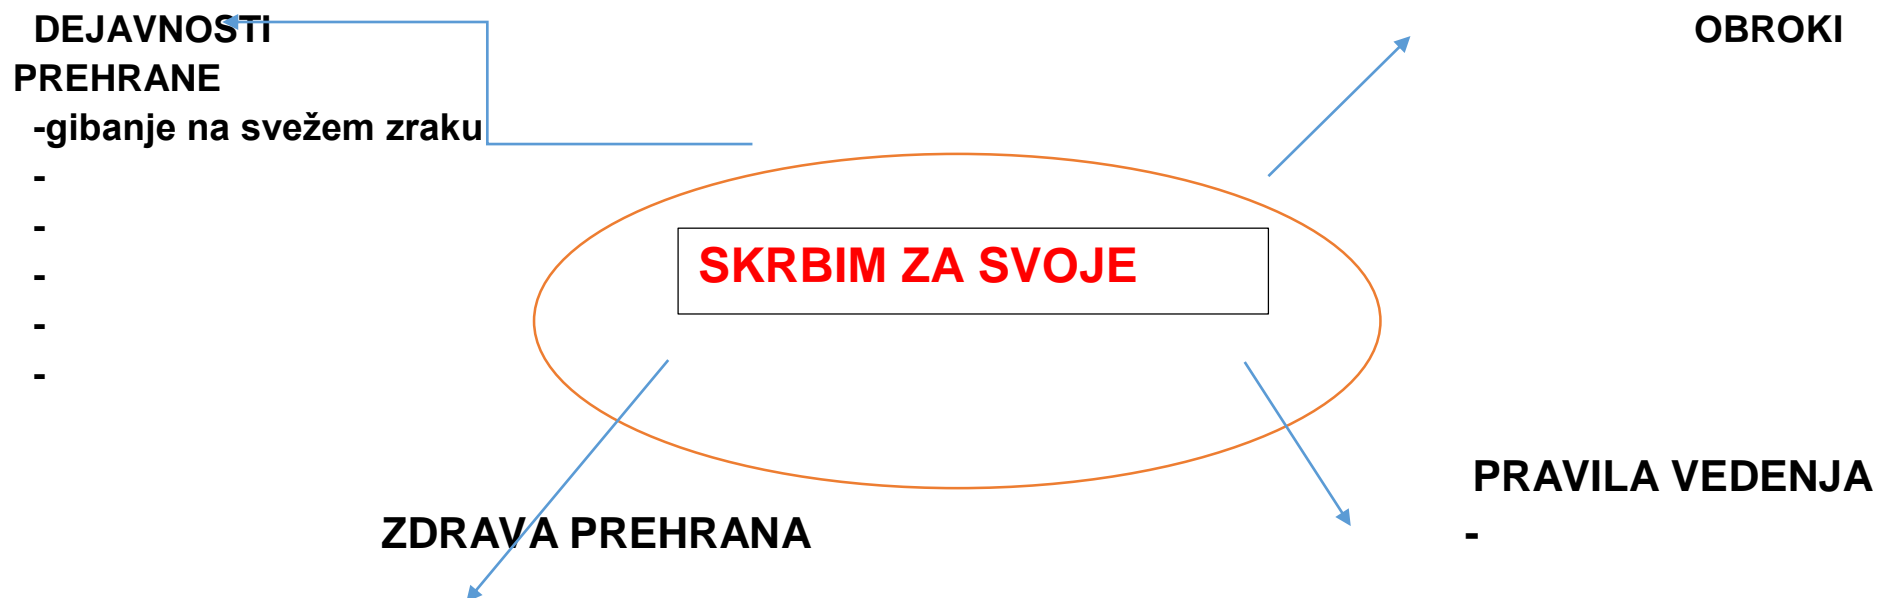 DEJAVNOSTI
PREHRANE
-gibanje na svežem zraku
-
-
-
-
-
OBROKI
SKRBIM ZA SVOJE
ZDRAVA PREHRANA
PRAVILA VEDENJA
-